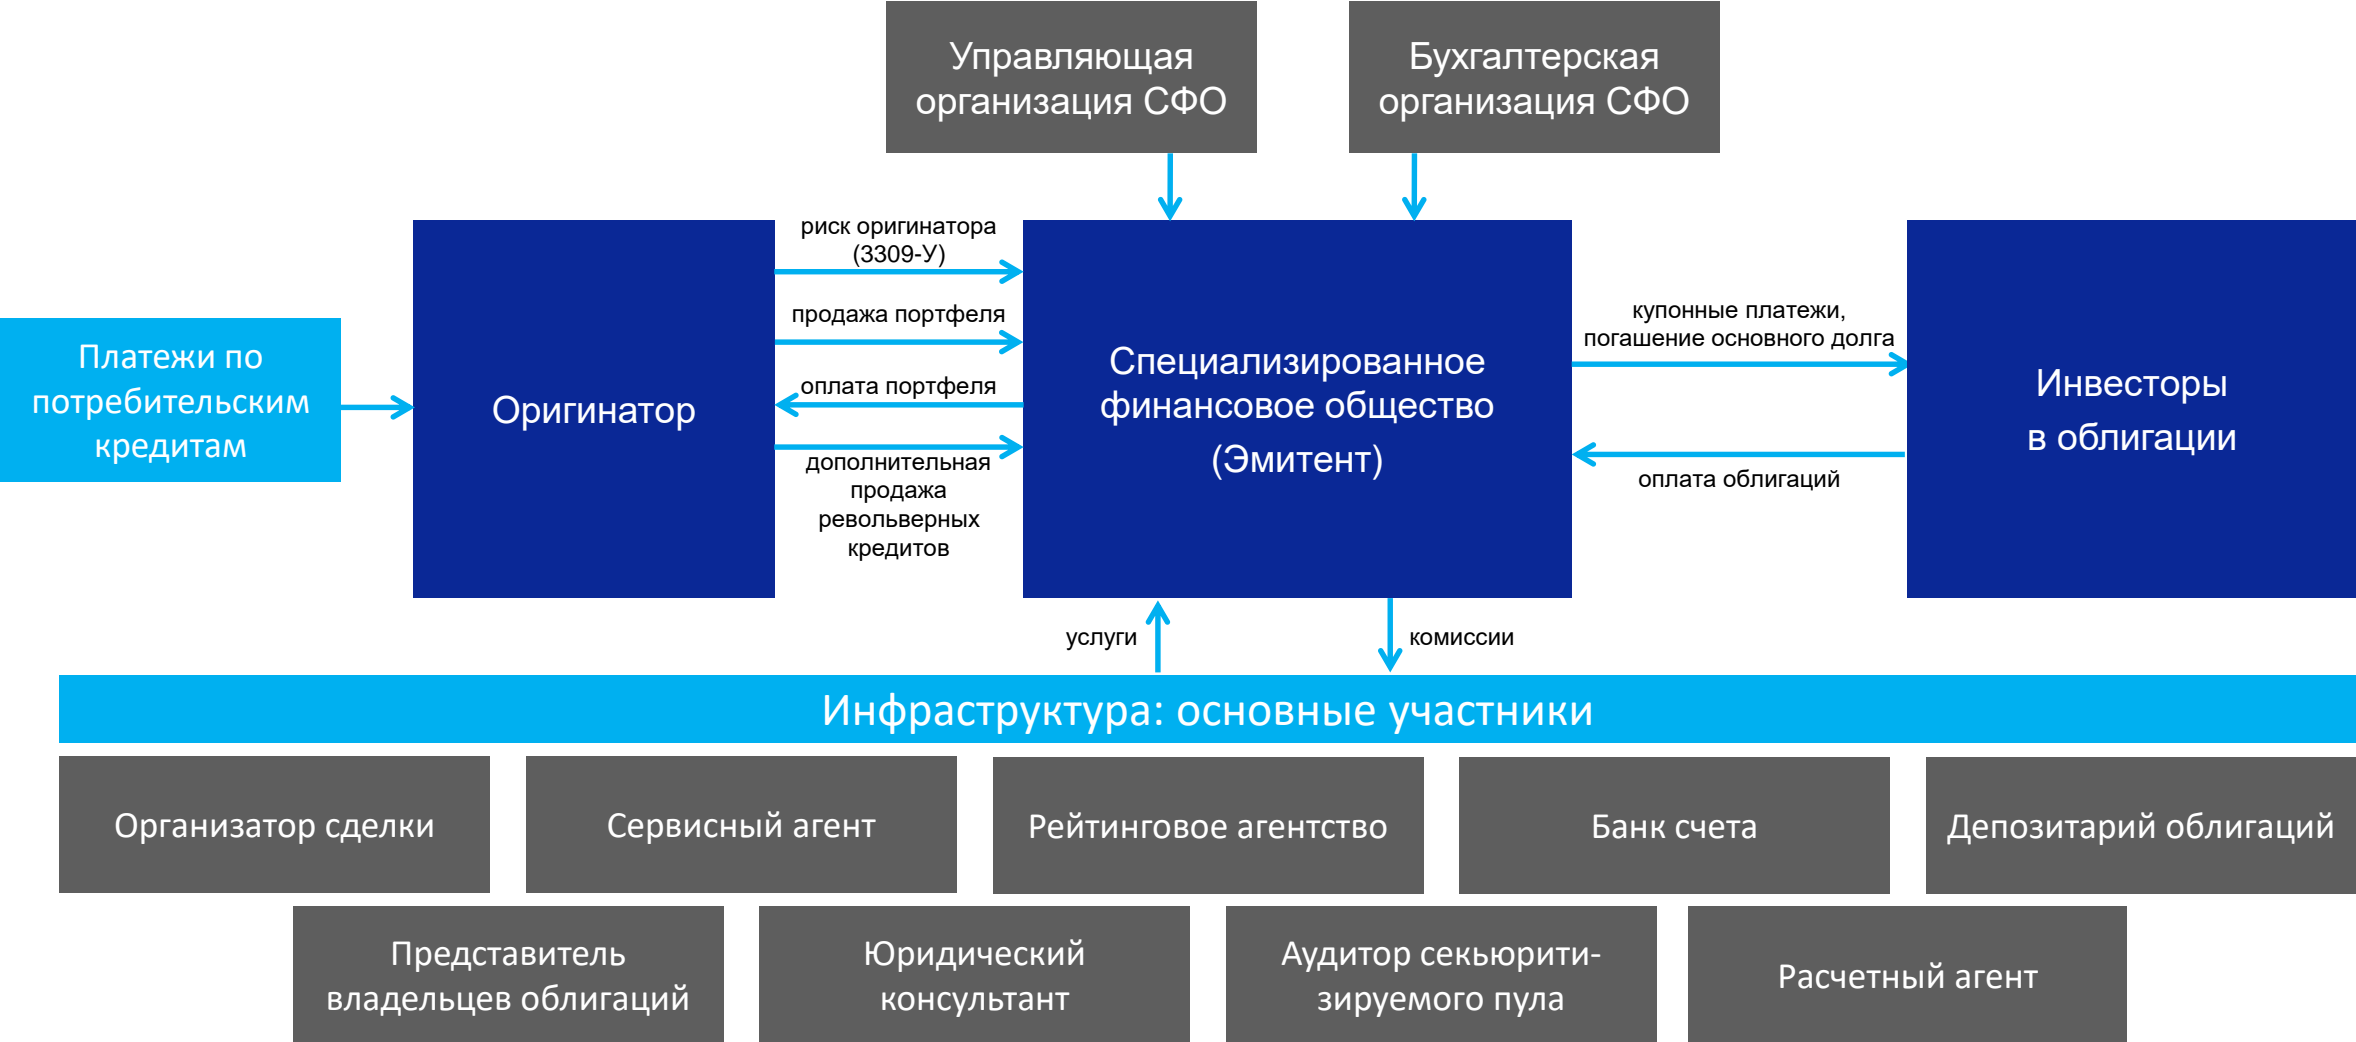 Управляющая
организация СФО
Бухгалтерская
организация СФО
Платежи по
потребительским
кредитам
Оригинатор
риск оригинатора
(3309-У)
продажа портфеля
оплата портфеля
дополнительная
продажа
револьверных
кредитов
Специализированное
финансовое общество
(Эмитент)
купонные платежи,
погашение основного долга
оплата облигаций
Инвесторы
в облигации
услуги
комиссии
Инфраструктура: основные участники
Организатор сделки
Сервисный агент
Рейтинговое агентство
Банк счета
Депозитарий облигаций
Представитель
владельцев облигаций
Юридический
консультант
Аудитор секьюрити-
зируемого пула
Расчетный агент